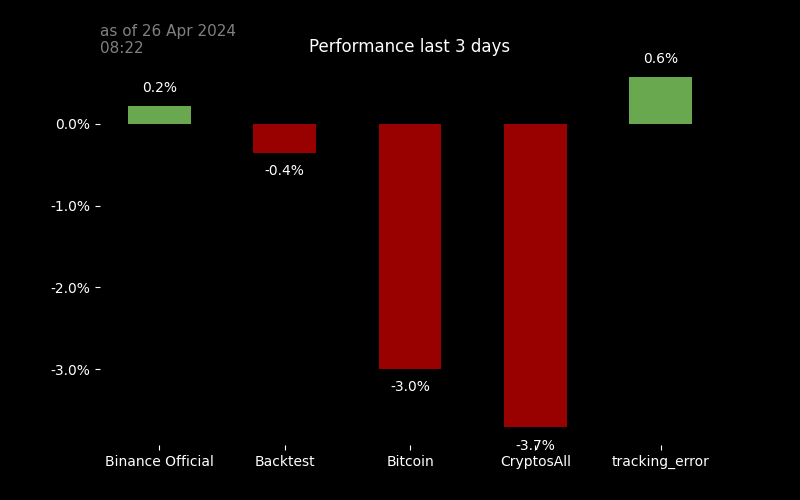 as of 26 Apr 2024
08:22
Performance last 3 days
0.6%
0.2%
0.0%
-0.4%
-1.0%
-2.0%
-3.0%
-3.0%
-3.7%
Binance Official
Backtest
Bitcoin
CryptosAll
tracking_error